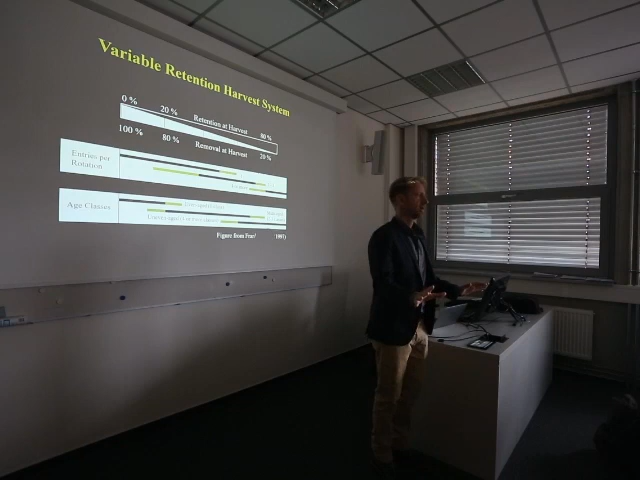 Variable Retention Harvest System
0 % 20 % Retention at Harvest 80 %
100 % 80 % Removal at Harvest 20 %
Entries per
Rotation
Age Classes
Figure from 1997)